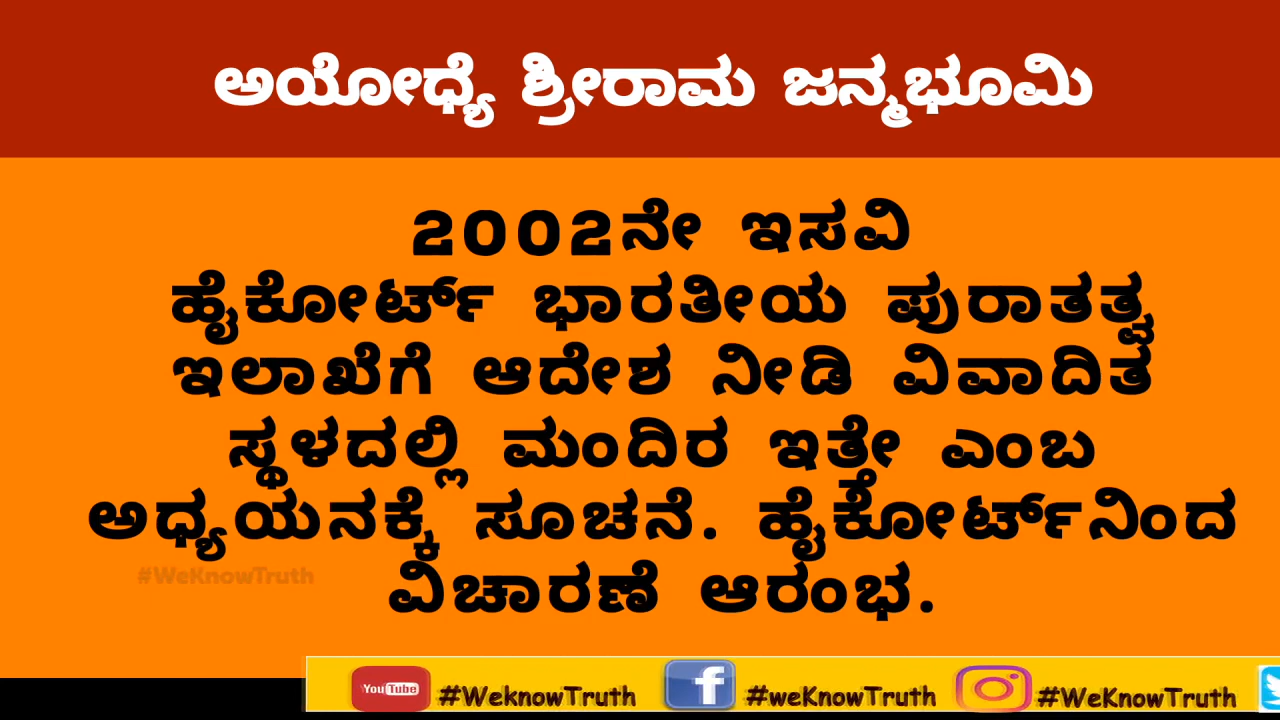 ಅಯೋಧ್ಯೆ ಶ್ರೀರಾಮ ಜನ್ಮಭೂಮಿ
2002ನೇ ಇಸವಿ
ಹೈಕೋರ್ಟ್ ಭಾರತೀಯ ಪುರಾತತ್ವ
ಇಲಾಖೆಗೆ ಆದೇಶ ನೀಡಿ ವಿವಾದಿತ
ಸ್ಥಳದಲ್ಲಿ ಮಂದಿರ ಇತ್ತೇ ಎಂಬ
ಅಧ್ಯಯನಕ್ಕೆ ಸೂಚನೆ. ಹೈಕೋರ್ಟ್‌ನಿಂದ
#WeKnowTruth
ವಿಚಾರಣೆ ಆರಂಭ.
YouTube #WeknowTruth f #weKnowTruth #WeKnowTruth